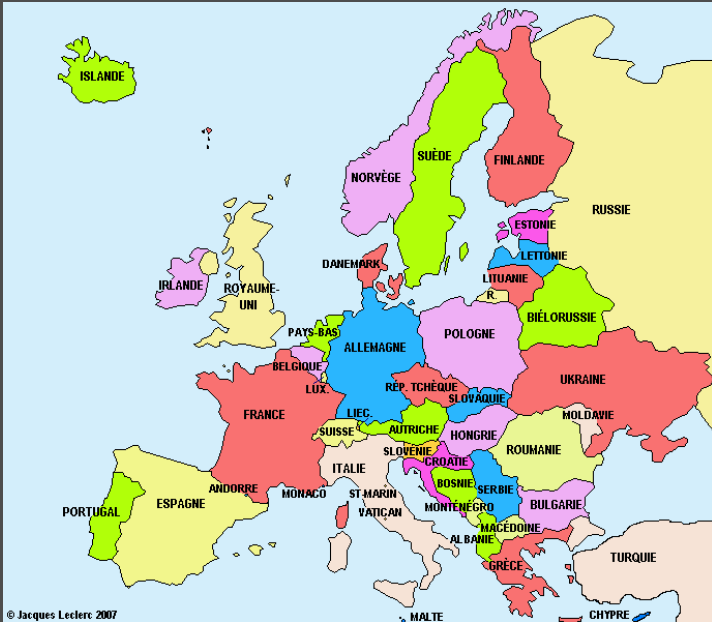 ISLANDE
SUÈDE
FINLANDE
NORVÈGE
RUSSIE
ESTONIE
LETTONIE
DANEMARK
LITUANIE
IRLANDE
ROYAUME-
UNI
R.
BIÉLORUSSIE
PAYS-BAS
ALLEMAGNE
POLOGNE
BELGIQUE
LUX.
RÉP. TCHÈQUE
UKRAINE
SLOVAQUIE
FRANCE
LIEC.
MOLDAVIE
SUISSE
AUTRICHE
HONGRIE
ROUMANIE
SLOVÉNIE
CROATIE
ITALIE
ANDORRE
MONACO
ST-MARIN
BOSNIE
SERBIE
PORTUGAL
ESPAGNE
VATICAN
MONTÉNÉGRO
BULGARIE
MACÉDOINE
ALBANIE
TURQUIE
GRÈCE
© Jacques Leclerc 2007
MALTE
CHYPRE